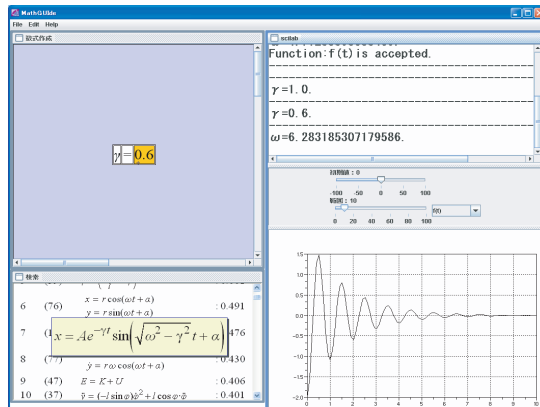 MathGUIde
File Edit Help
数式作成
γ=0.6
scilab
Function:f(t)is accepted.
γ=1.0.
γ=0.6.
ω=6.283185307179586.
初期値：0
-100 -50 0 50 100
時間：10
0 20 40 60 80 100
f(t)
検索
6 (76) x = r cos(ωt + α) : 0.491
y = r sin(ωt + α)
7 x = Ae^{-γt} sin(√(ω² − γ²) t + α) 476
8 (77) : 0.430
ẏ = rω cos(ωt + α)
9 (47) E = K + U : 0.406
10 (37) : 0.401
1.5
1.0
0.5
0.0
-0.5
-1.0
-1.5
-2.0
0 1 2 3 4 5 6 7 8 9 10